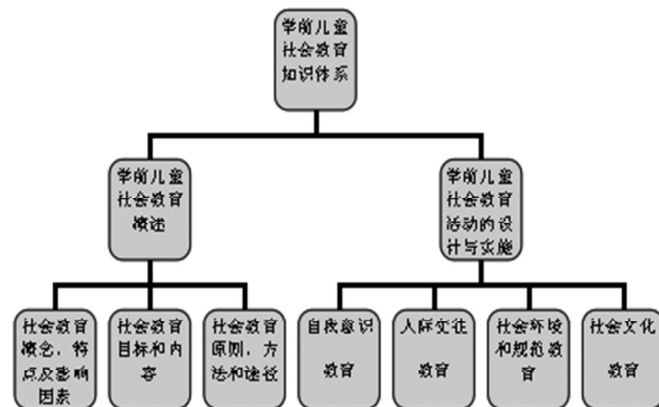 学前儿童
社会教育
知识体系
学前儿童
社会教育
概述
学前儿童
社会教育
活动的设
计与实施
社会教育
概念，特
点及影响
因素
社会教育
目标和内
容
社会教育
原则，方
法和途径
自我意识
教育
人际交往
教育
社会环境
和规范教
育
社会文化
教育